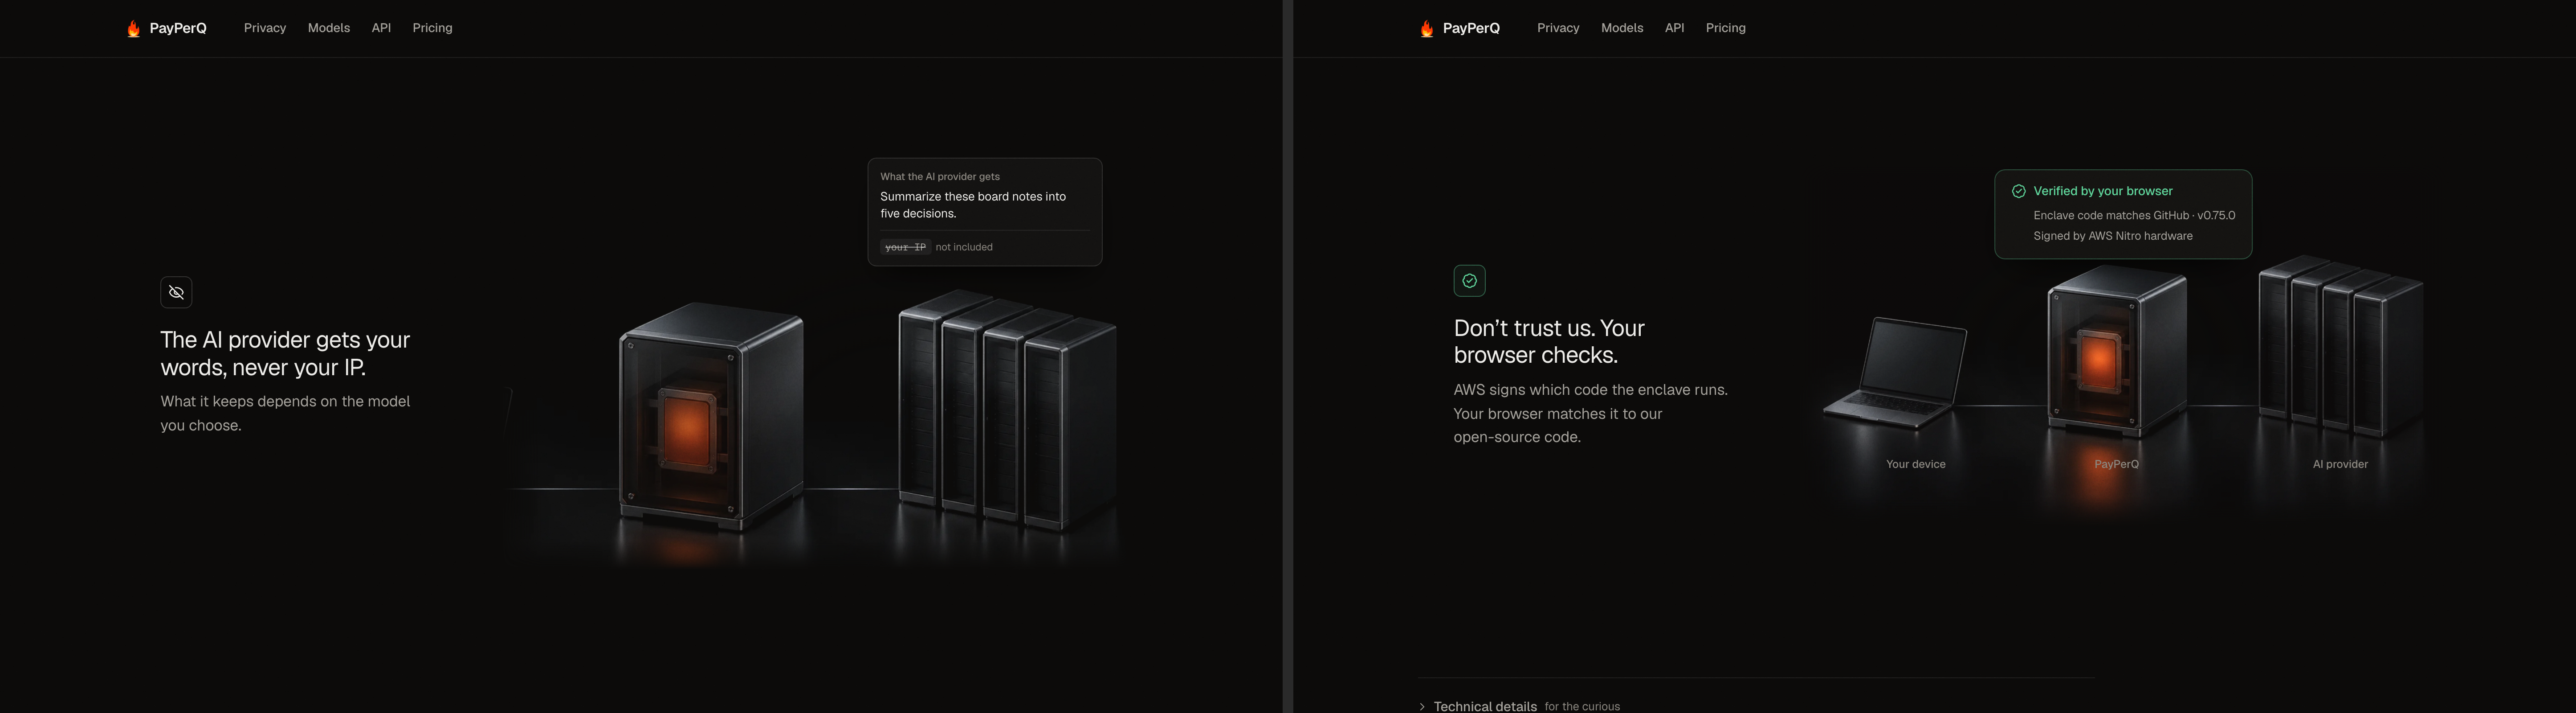 PayPerQ Privacy Models API Pricing
What the AI provider gets
Summarize these board notes into
five decisions.
your IP not included
The AI provider gets your
words, never your IP.
What it keeps depends on the model
you choose.
PayPerQ Privacy Models API Pricing
Verified by your browser
Enclave code matches GitHub · v0.75.0
Signed by AWS Nitro hardware
Don’t trust us. Your
browser checks.
AWS signs which code the enclave runs.
Your browser matches it to our
open-source code.
Your device PayPerQ AI provider
Technical details for the curious